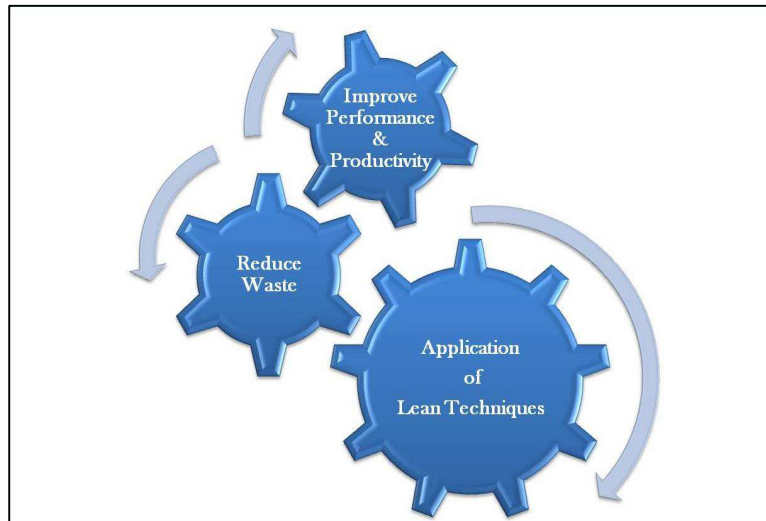 Improve
Performance
&
Productivity
Reduce
Waste
Application
of
Lean Techniques